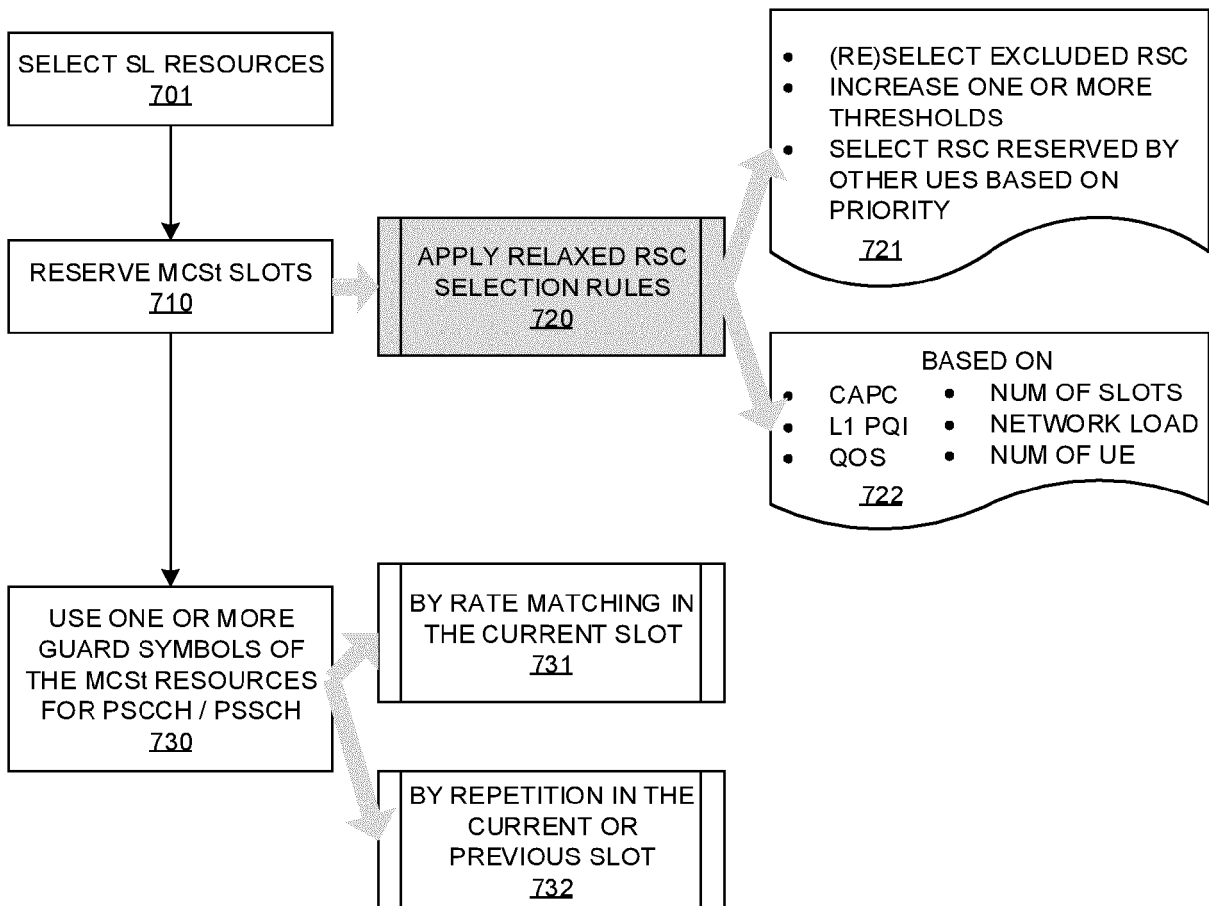 SELECT SL RESOURCES
701
RESERVE MCSt SLOTS
710
APPLY RELAXED RSC
SELECTION RULES
720
• (RE)SELECT EXCLUDED RSC
• INCREASE ONE OR MORE
THRESHOLDS
• SELECT RSC RESERVED BY
OTHER UES BASED ON
PRIORITY
721
BASED ON
• CAPC
• L1 PQI
• QOS
• NUM OF SLOTS
• NETWORK LOAD
• NUM OF UE
722
USE ONE OR MORE
GUARD SYMBOLS OF
THE MCSt RESOURCES
FOR PSCCH / PSSCH
730
BY RATE MATCHING IN
THE CURRENT SLOT
731
BY REPETITION IN THE
CURRENT OR
PREVIOUS SLOT
732